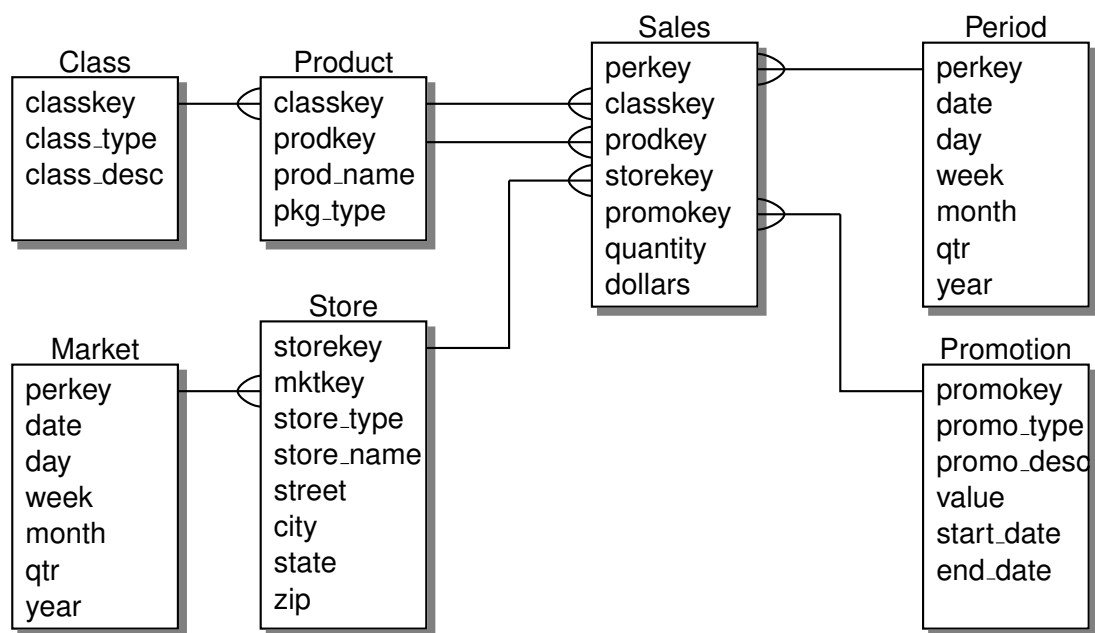 Class
classkey
class_type
class_desc
Product
classkey
prodkey
prod_name
pkg_type
Sales
perkey
classkey
prodkey
storekey
promokey
quantity
dollars
Period
perkey
date
day
week
month
qtr
year
Market
perkey
date
day
week
month
qtr
year
Store
storekey
mktkey
store_type
store_name
street
city
state
zip
Promotion
promokey
promo_type
promo_desc
value
start_date
end_date